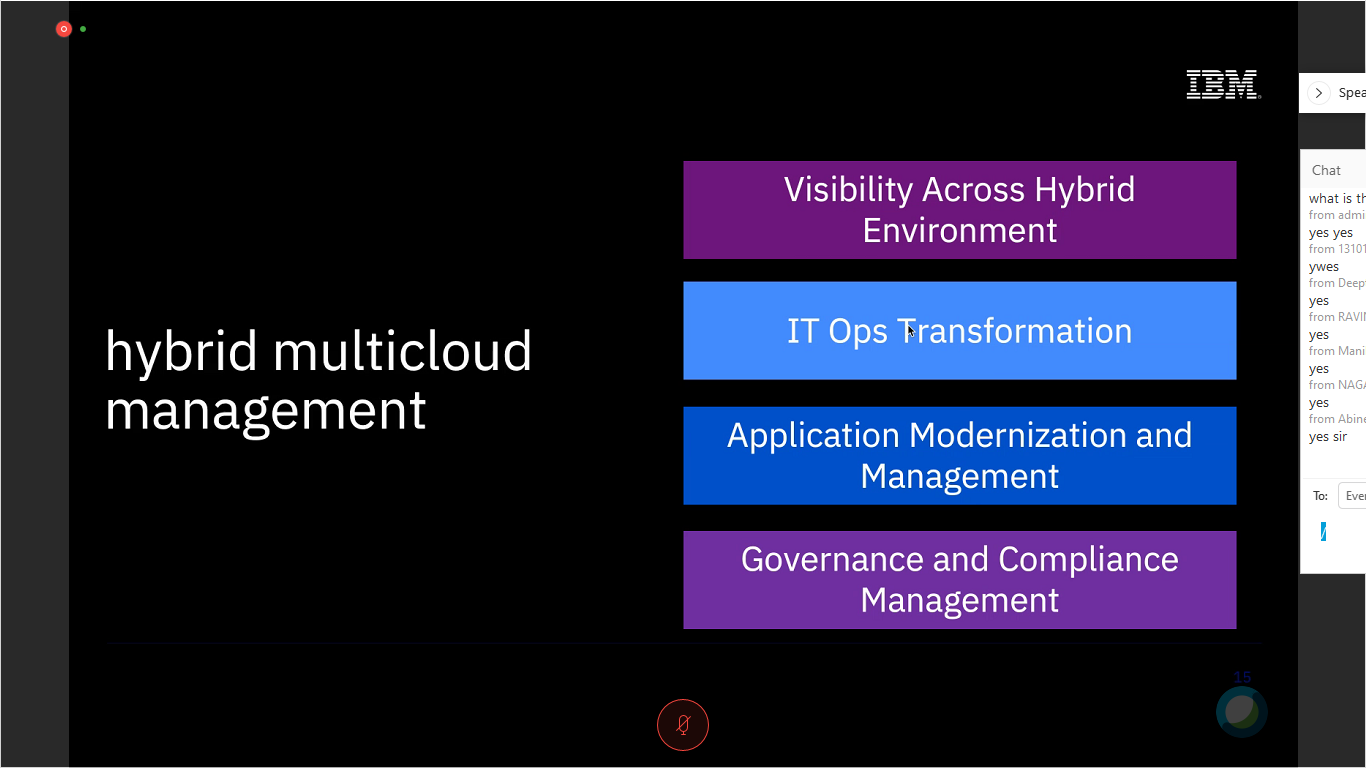 IBM
Visibility Across Hybrid
Environment
IT Ops Transformation
hybrid multicloud
management
Application Modernization and
Management
Governance and Compliance
Management
15
Spea
Chat
what is th
from admi
yes yes
from 13101
ywes
from Deep
yes
from RAVI
yes
from Mani
yes
from NAGA
yes
from Abine
yes sir
To:
Ever
/